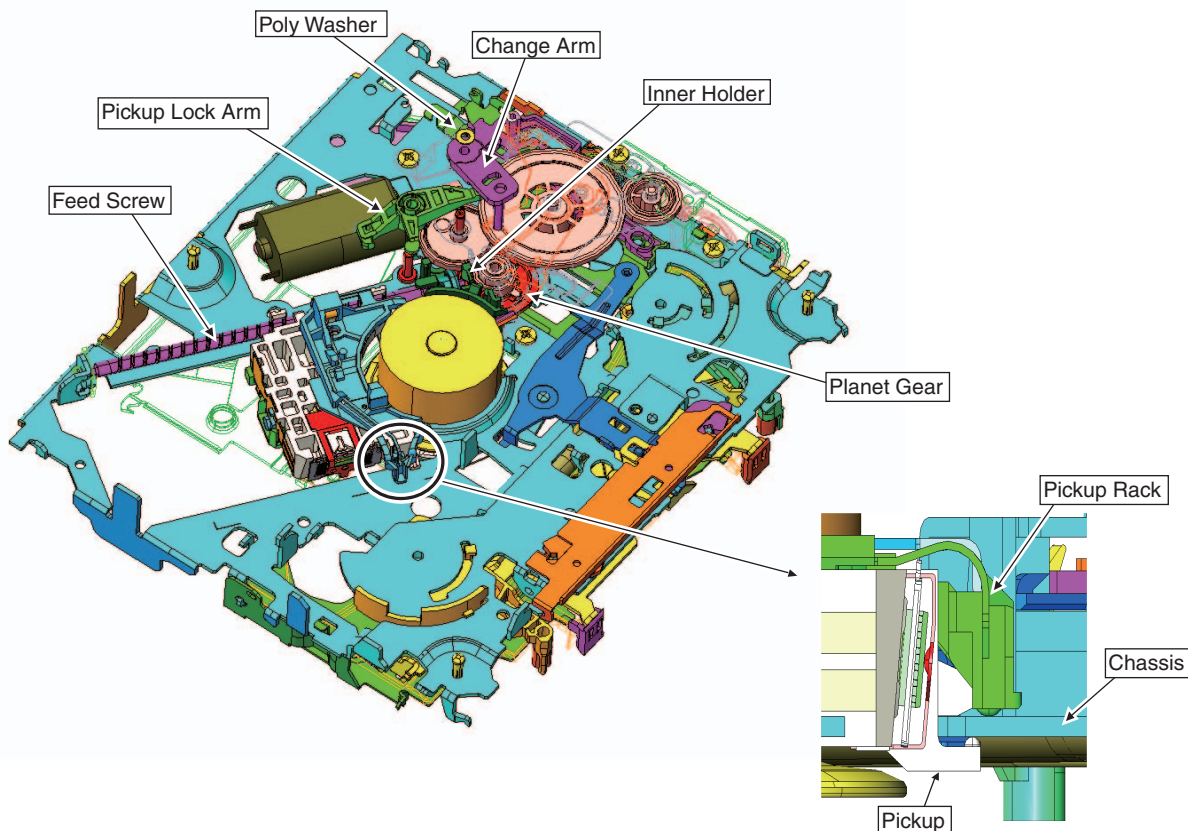 Poly Washer
Change Arm
Inner Holder
Pickup Lock Arm
Feed Screw
Planet Gear
Pickup Rack
Chassis
Pickup